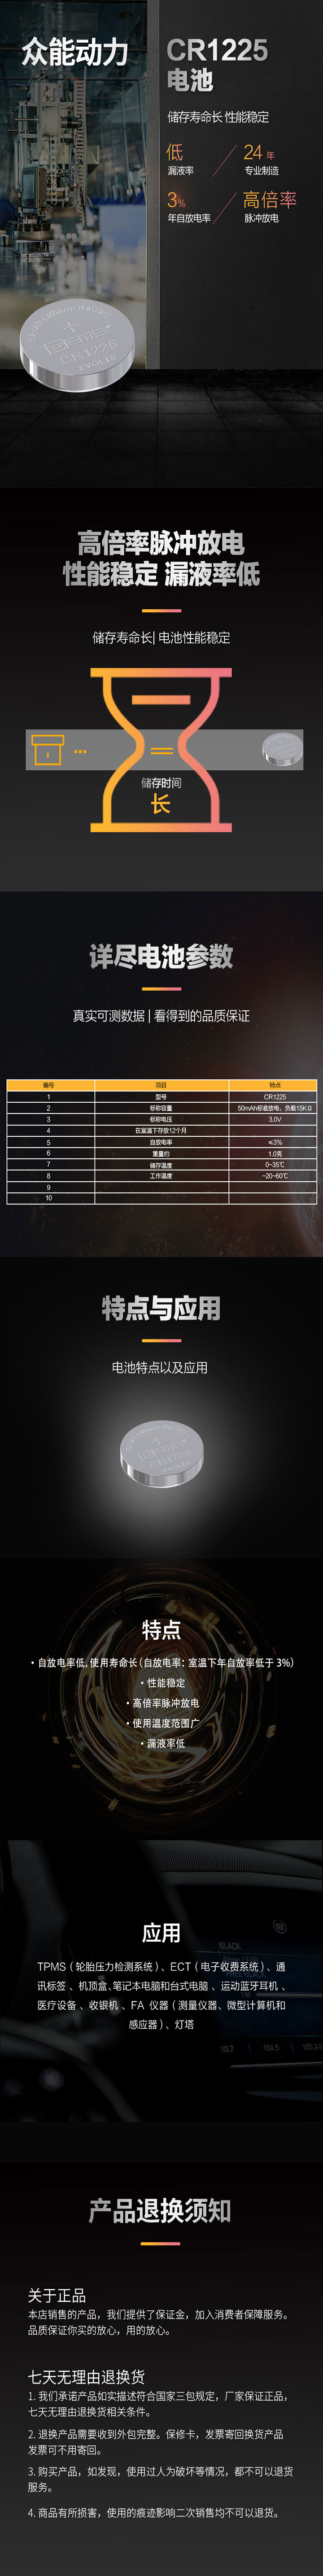 众能动力
CR1225
电池
储存寿命长 性能稳定
低
漏液率
24 年
专业制造
3%
年自放电率
高倍率
脉冲放电
EEMB Lithium Battery
CR1225
3 VOLTS
高倍率脉冲放电
性能稳定 漏液率低
储存寿命长| 电池性能稳定
储存时间
长
详尽电池参数
真实可测数据 | 看得到的品质保证
编号 项目 特点
1 型号 CR1225
2 标称容量 50mAh标准放电，负载15KΩ
3 标称电压 3.0V
4 在室温下存放12个月
5 自放电率 ≤3%
6 重量约 1.0克
7 储存温度 0~35℃
8 工作温度 -20~60℃
9
10
特点与应用
电池特点以及应用
CR1225
特点
• 自放电率低，使用寿命长（自放电率：室温下年自放率低于 3%）
• 性能稳定
• 高倍率脉冲放电
• 使用温度范围广
• 漏液率低
应用
BLACK
TPMS（轮胎压力检测系统）、ECT（电子收费系统）、通
讯标签 、机顶盒、笔记本电脑和台式电脑 、运动蓝牙耳机 、
医疗设备 、收银机 、FA 仪器（测量仪器、微型计算机和
感应器）、灯塔
104.5
产品退换须知
关于正品
本店销售的产品，我们提供了保证金，加入消费者保障服务。
品质保证你买的放心，用的放心。
七天无理由退换货
1. 我们承诺产品如实描述符合国家三包规定，厂家保证正品，
七天无理由退换货相关条件。
2. 退换产品需要收到外包完整。保修卡，发票寄回换货产品
发票可不用寄回。
3. 购买产品，如发现，使用过人为破坏等情况，都不可以退货
服务。
4. 商品有所损害，使用的痕迹影响二次销售均不可以退货。